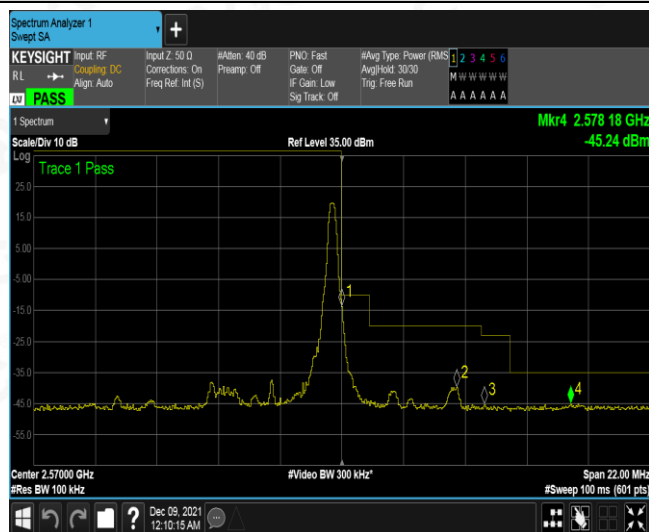 Spectrum Analyzer 1
Swept SA
+
KEYSIGHT Input: RF Input Z: 50 Ω #Atten: 40 dB PNO: Fast #Avg Type: Power (RMS 1 2 3 4 5 6
RL Coupling: DC Corrections: On Preamp: Off Gate: Off Avg|Hold: 30/30 M W W W W W
Align: Auto Freq Ref: Int (S) IF Gain: Low Trig: Free Run
LXI PASS Sig Track: Off A A A A A A
1 Spectrum
Mkr4 2.578 18 GHz
Scale/Div 10 dB Ref Level 35.00 dBm -45.24 dBm
Log
Trace 1 Pass
25.0
15.0
5.00
-5.00
1
-15.0
-25.0
-35.0
2
3
4
-45.0
-55.0
Center 2.57000 GHz #Video BW 300 kHz* Span 22.00 MHz
#Res BW 100 kHz #Sweep 100 ms (601 pts)
? Dec 09, 2021
12:10:15 AM